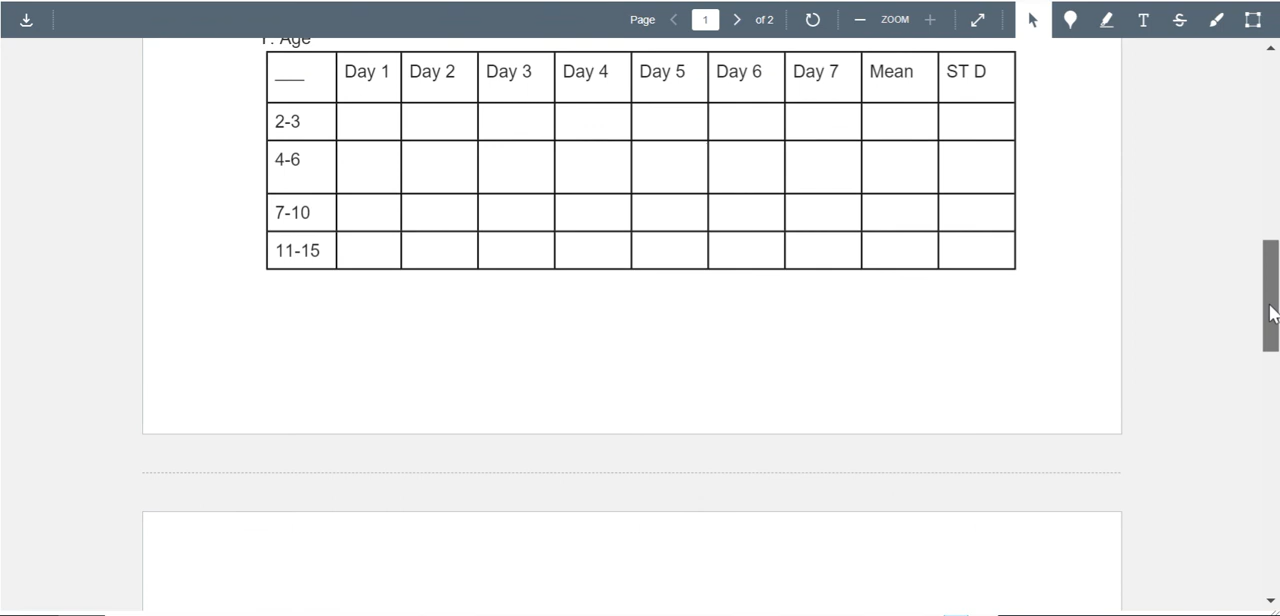 Page 1 of 2 ZOOM T S
1. Age
___ Day 1 Day 2 Day 3 Day 4 Day 5 Day 6 Day 7 Mean ST D
2-3
4-6
7-10
11-15